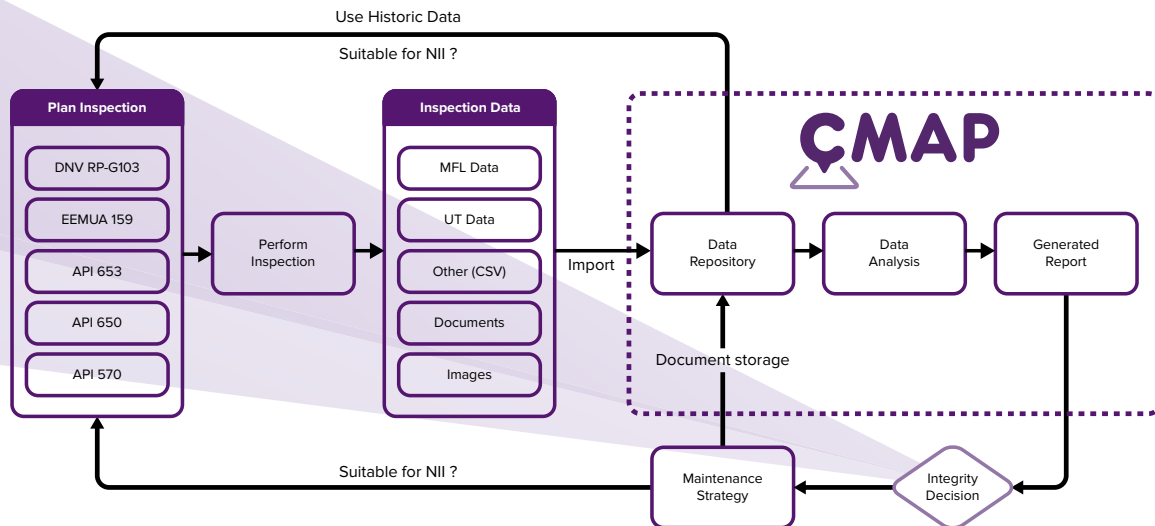 Use Historic Data
Suitable for NII ?
Plan Inspection
DNV RP-G103
EEMUA 159
API 653
API 650
API 570
Perform
Inspection
Inspection Data
MFL Data
UT Data
Other (CSV)
Documents
Images
Import
CMAP
Data
Repository
Data
Analysis
Generated
Report
Document storage
Suitable for NII ?
Maintenance
Strategy
Integrity
Decision